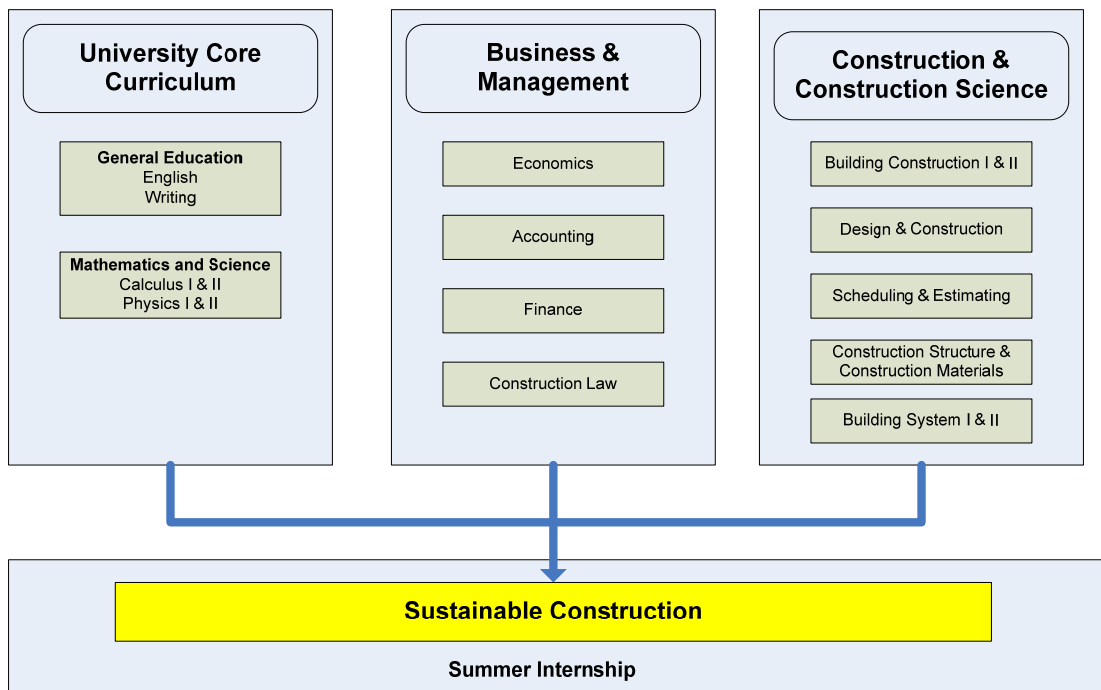 University Core
Curriculum
General Education
English
Writing
Mathematics and Science
Calculus I & II
Physics I & II
Business &
Management
Economics
Accounting
Finance
Construction Law
Construction &
Construction Science
Building Construction I & II
Design & Construction
Scheduling & Estimating
Construction Structure &
Construction Materials
Building System I & II
Sustainable Construction
Summer Internship